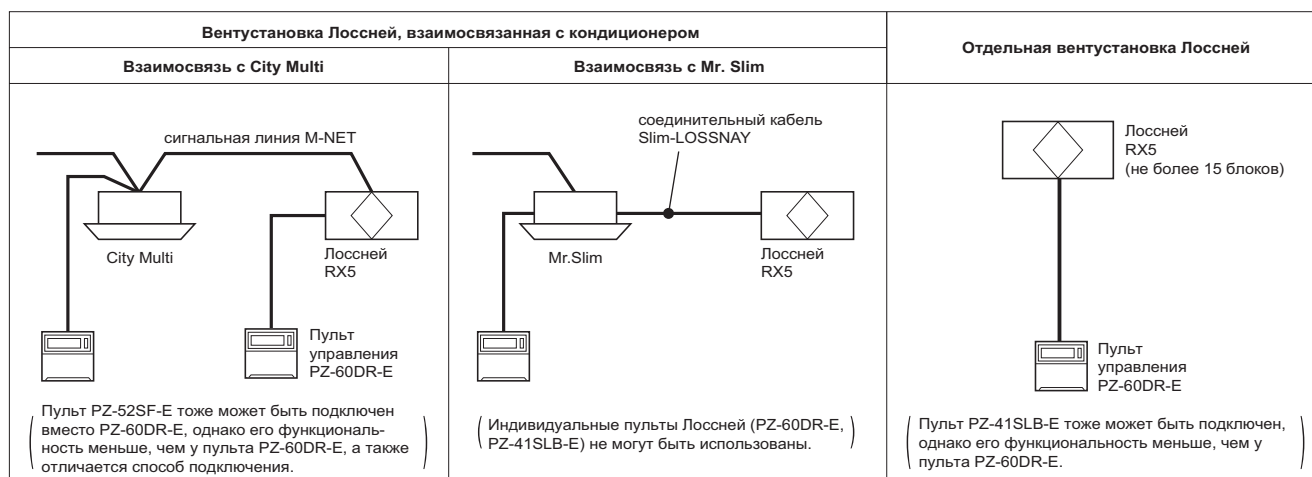 Вентустановка Лоссней, взаимосвязанная с кондиционером
Отдельная вентустановка Лоссней
Взаимосвязь с City Multi
Взаимосвязь с Mr. Slim
сигнальная линия M-NET
City Multi
Лоссней
RX5
Пульт
управления
PZ-60DR-E
(Пульт PZ-52SF-E тоже может быть подключен
вместо PZ-60DR-E, однако его функциональ-
ность меньше, чем у пульта PZ-60DR-E, а также
отличается способ подключения.)
соединительный кабель
Slim-LOSSNAY
Mr.Slim
Лоссней
RX5
(Индивидуальные пульты Лоссней (PZ-60DR-E,
PZ-41SLB-E) не могут быть использованы.)
Лоссней
RX5
(не более 15 блоков)
Пульт
управления
PZ-60DR-E
(Пульт PZ-41SLB-E тоже может быть подключен,
однако его функциональность меньше, чем у
пульта PZ-60DR-E.)